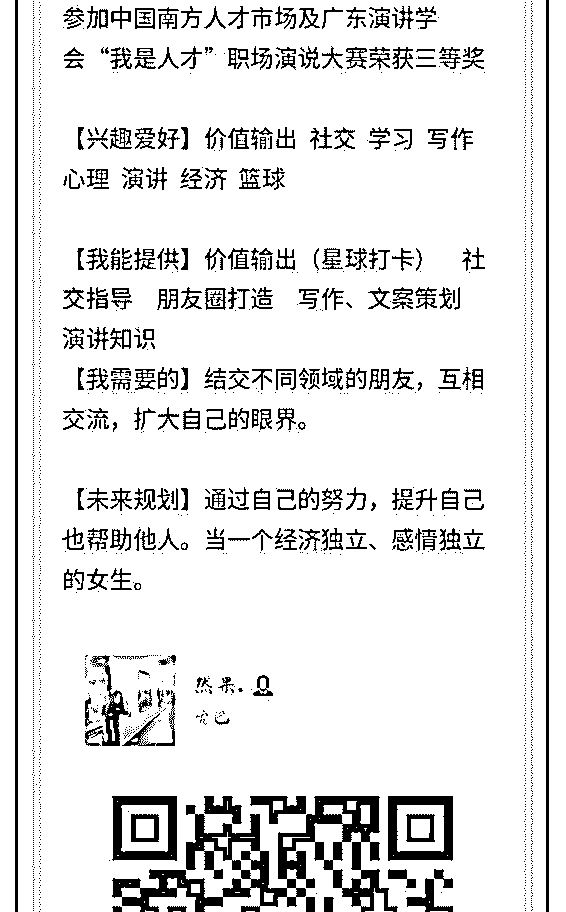 参加中国南方人才市场及广东演讲学
会“我是人才”职场演说大赛荣获三等奖
【兴趣爱好】价值输出 社交 学习 写作
心理 演讲 经济 篮球
【我能提供】价值输出（星球打卡） 社
交指导 朋友圈打造 写作、文案策划
演讲知识
【我需要的】结交不同领域的朋友，互相
交流，扩大自己的眼界。
【未来规划】通过自己的努力，提升自己
也帮助他人。当一个经济独立、感情独立
的女生。
然果.